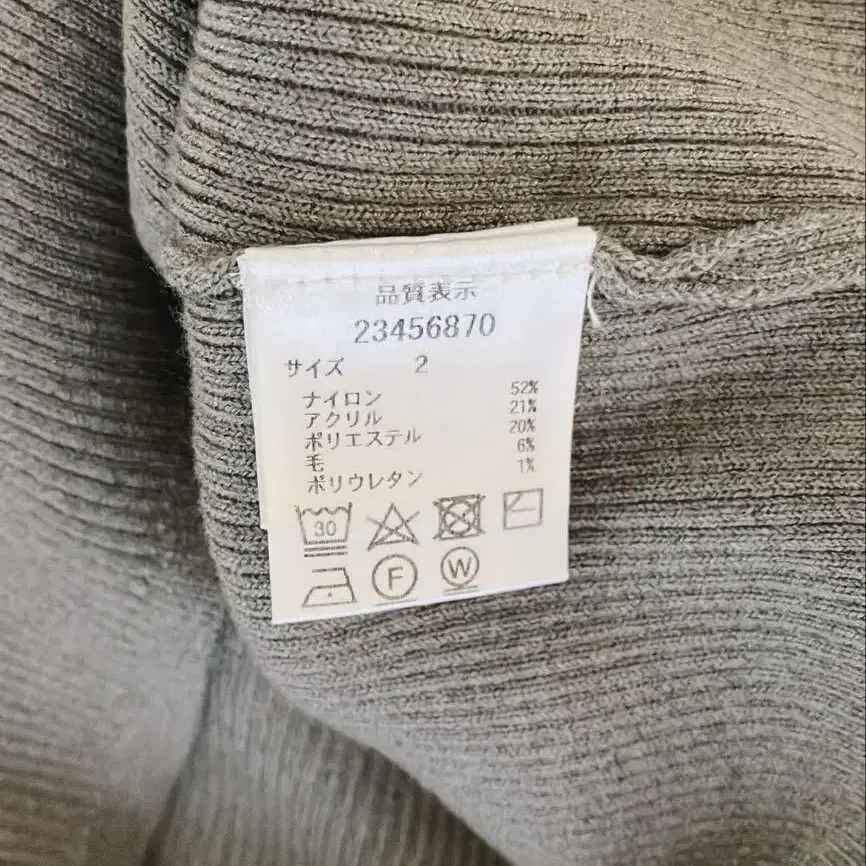 品質表示
23456870
サイズ 2
ナイロン 52%
アクリル 21%
ポリエステル 20%
毛 6%
ポリウレタン 1%
30
F W